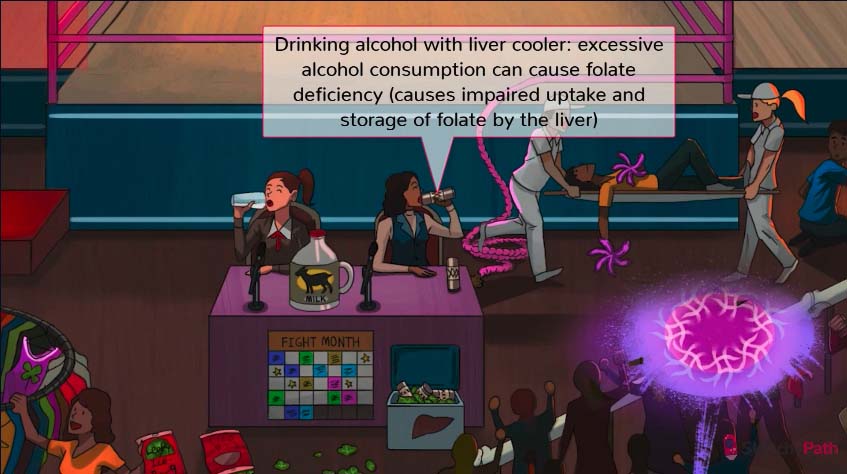 Drinking alcohol with liver cooler: excessive
alcohol consumption can cause folate
deficiency (causes impaired uptake and
storage of folate by the liver)
MILK
FIGHT MONTH